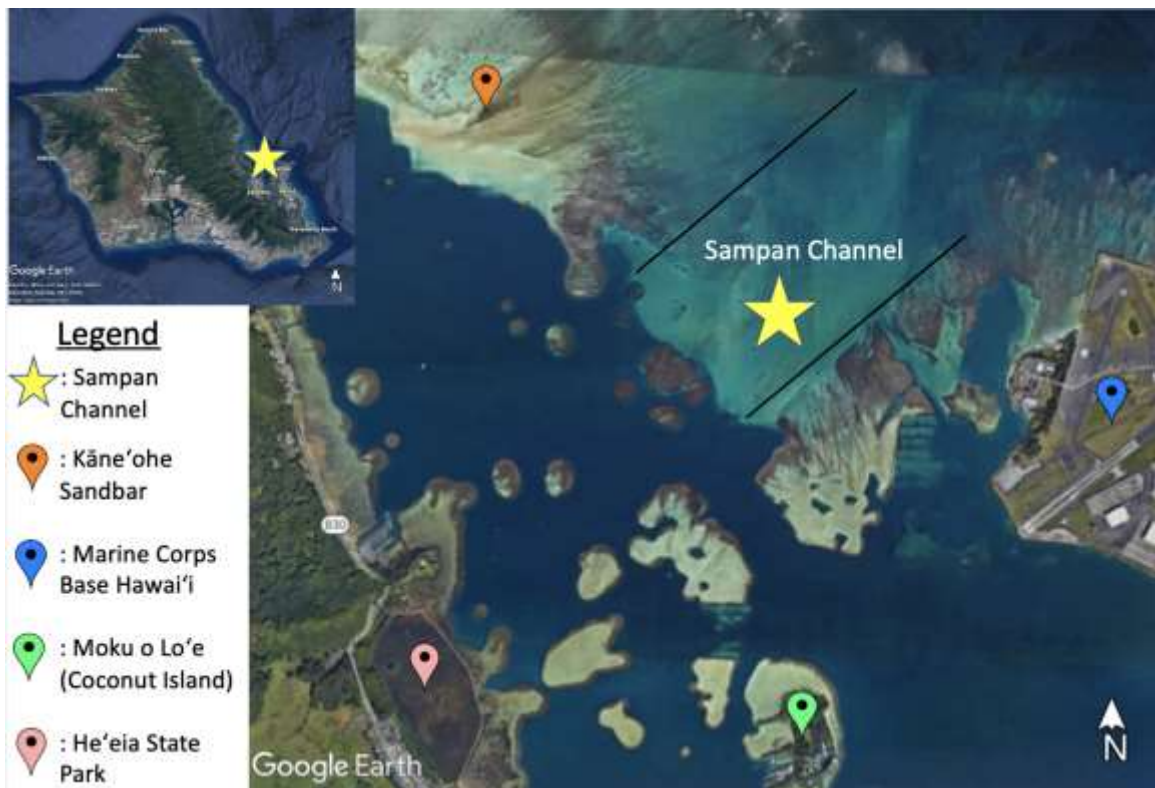 Google Earth
N
Sampan Channel
Legend
: Sampan
Channel
: Kāneʻohe
Sandbar
: Marine Corps
Base Hawaiʻi
: Moku o Loʻe
(Coconut Island)
: Heʻeia State
Park
830
Google Earth
N